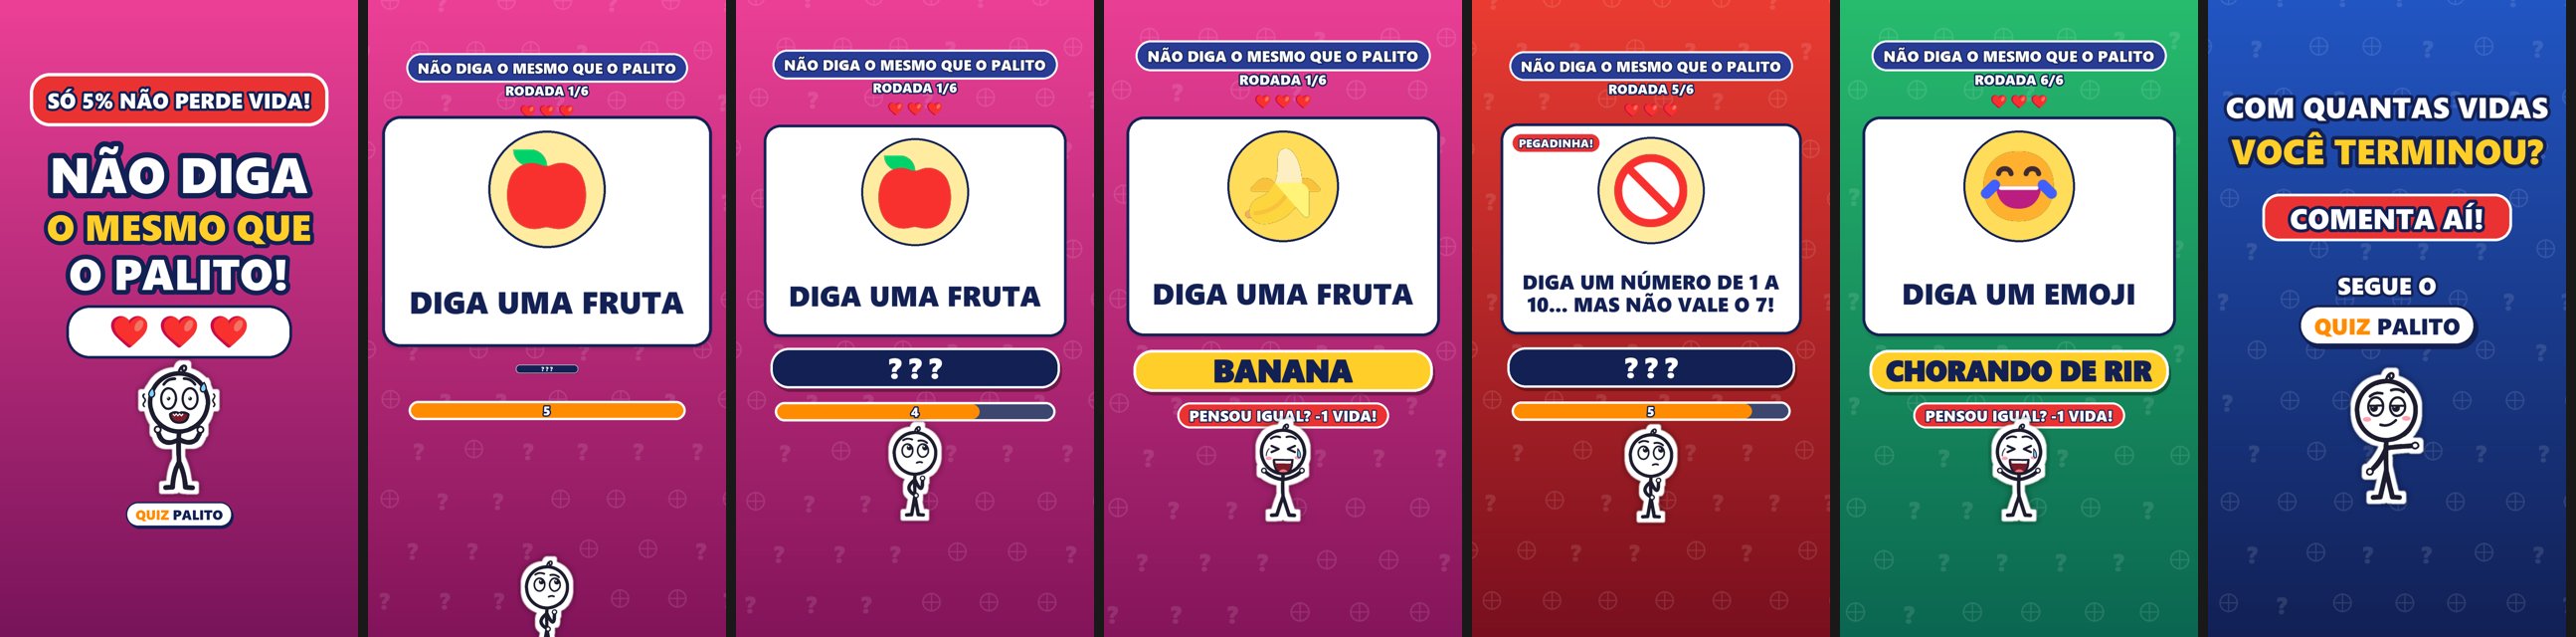 SÓ 5% NÃO PERDE VIDA!
NÃO DIGA
O MESMO QUE
O PALITO!
QUIZ PALITO
NÃO DIGA O MESMO QUE O PALITO
RODADA 1/6
DIGA UMA FRUTA
???
5
NÃO DIGA O MESMO QUE O PALITO
RODADA 1/6
DIGA UMA FRUTA
???
4
NÃO DIGA O MESMO QUE O PALITO
RODADA 1/6
DIGA UMA FRUTA
BANANA
PENSOU IGUAL? -1 VIDA!
NÃO DIGA O MESMO QUE O PALITO
RODADA 5/6
PEGADINHA!
DIGA UM NÚMERO DE 1 A
10... MAS NÃO VALE O 7!
???
5
NÃO DIGA O MESMO QUE O PALITO
RODADA 6/6
DIGA UM EMOJI
CHORANDO DE RIR
PENSOU IGUAL? -1 VIDA!
COM QUANTAS VIDAS
VOCÊ TERMINOU?
COMENTA AÍ!
SEGUE O
QUIZ PALITO